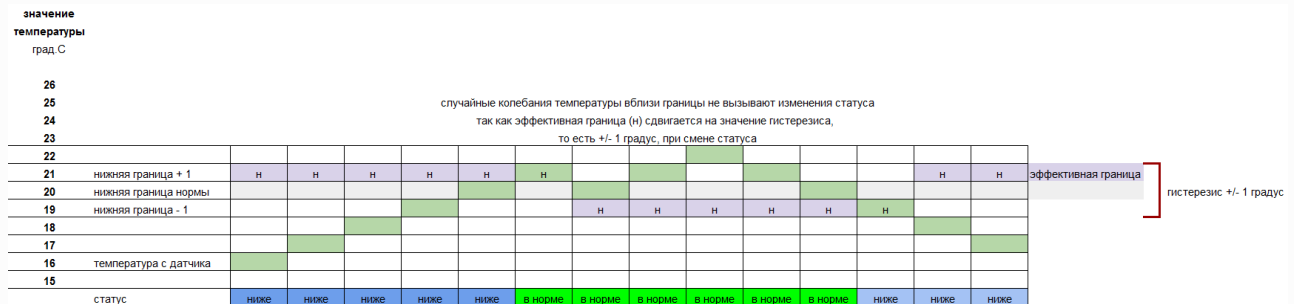 значение
температуры
град.С
26
25 случайные колебания температуры вблизи границы не вызывают изменения статуса
24 так как эффективная граница (н) сдвигается на значение гистерезиса,
23 то есть +/- 1 градус, при смене статуса
22
21 нижняя граница + 1 н н н н н н н н эффективная граница
20 нижняя граница нормы гистерезис +/- 1 градус
19 нижняя граница - 1 н н н н н н
18
17
16 температура с датчика
15
статус ниже ниже ниже ниже ниже в норме в норме в норме в норме в норме в норме ниже ниже ниже